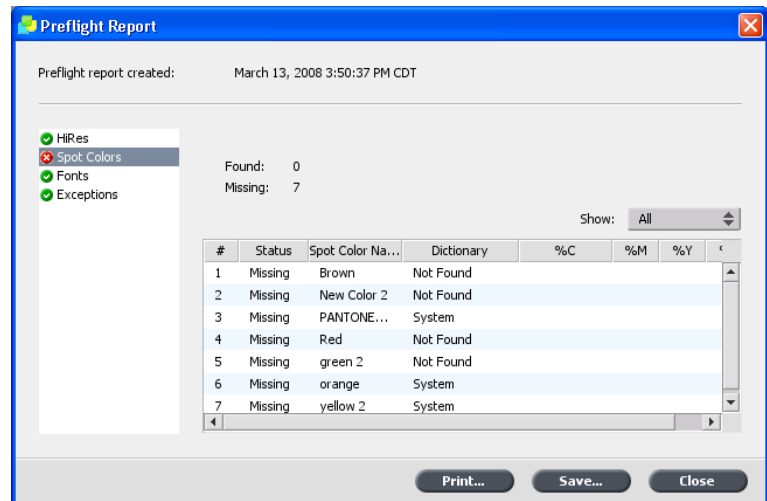 Preflight Report
Preflight report created: March 13, 2008 3:50:37 PM CDT
HiRes
Spot Colors
Fonts
Exceptions
Found: 0
Missing: 7
Show: All
# Status Spot Color Na... Dictionary %C %M %Y
1 Missing Brown Not Found
2 Missing New Color 2 Not Found
3 Missing PANTONE... System
4 Missing Red Not Found
5 Missing green 2 Not Found
6 Missing orange System
7 Missing yellow 2 System
Print... Save... Close